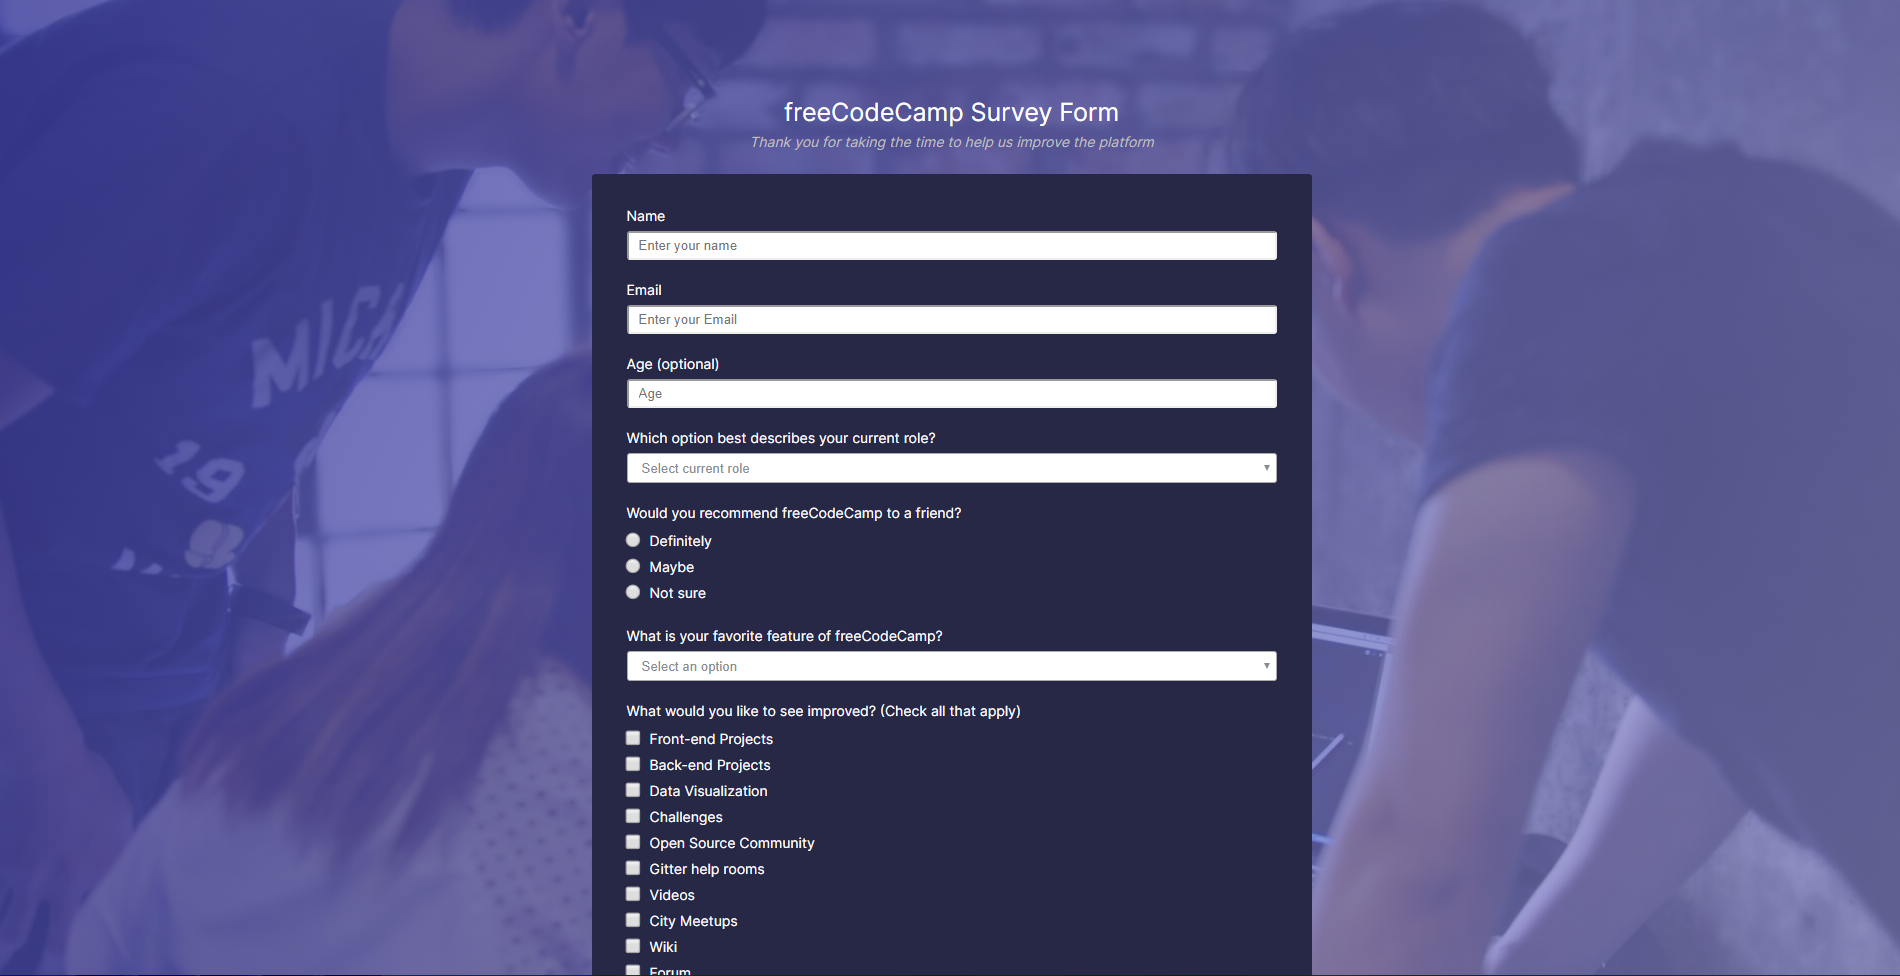 freeCodeCamp Survey Form
Thank you for taking the time to help us improve the platform
MICH
19
Name
Enter your name
Email
Enter your Email
Age (optional)
Age
Which option best describes your current role?
Select current role
Would you recommend freeCodeCamp to a friend?
Definitely
Maybe
Not sure
What is your favorite feature of freeCodeCamp?
Select an option
What would you like to see improved? (Check all that apply)
Front-end Projects
Back-end Projects
Data Visualization
Challenges
Open Source Community
Gitter help rooms
Videos
City Meetups
Wiki
Forum